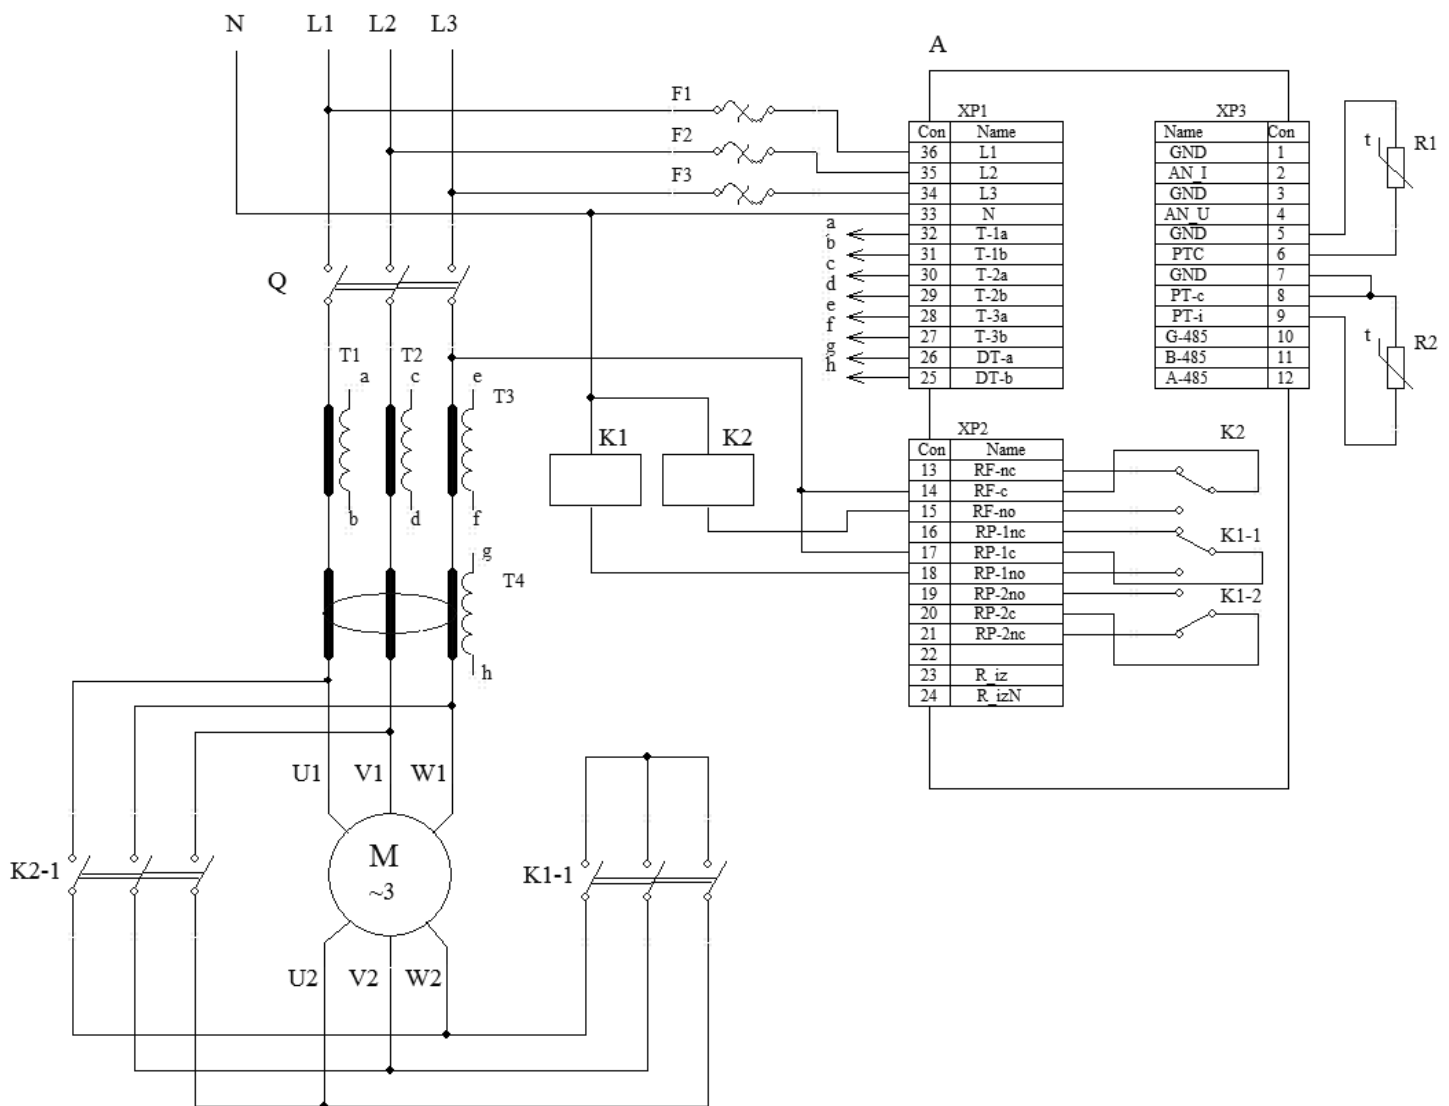 N L1 L2 L3
A
F1
F2
F3
XP1
Con Name
36 L1
35 L2
34 L3
33 N
32 T-1a
31 T-1b
30 T-2a
29 T-2b
28 T-3a
27 T-3b
26 DT-a
25 DT-b
a
b
c
d
e
f
g
h
XP3
Name Con
GND 1
AN_I 2
GND 3
AN_U 4
GND 5
PTC 6
GND 7
PT-c 8
PT-i 9
G-485 10
B-485 11
A-485 12
t R1
t R2
Q
T1 a
b
T2 c
d
e
T3
f
g
T4
h
K1 K2
XP2
Con Name
13 RF-nc
14 RF-c
15 RF-no
16 RP-1nc
17 RP-1c
18 RP-1no
19 RP-2no
20 RP-2c
21 RP-2nc
22
23 R_iz
24 R_izN
K2
K1-1
K1-2
U1 V1 W1
M
~3
K2-1
K1-1
U2 V2 W2